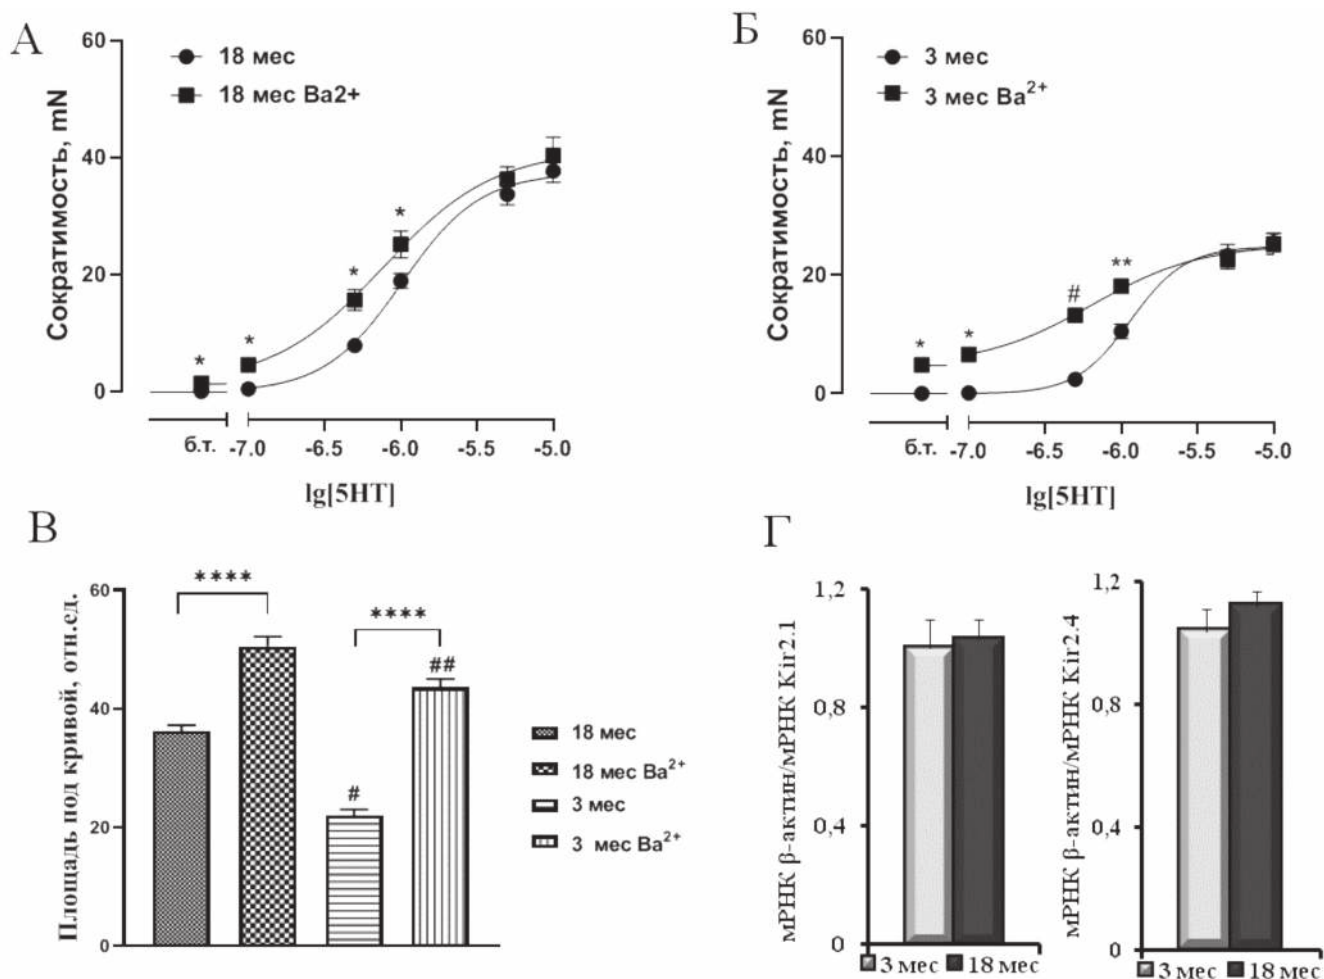 А
60
40
20
0
Сократимость, mN
18 мес
18 мес Ba2+
*
*
*
*
б.т.
-7.0
-6.5
-6.0
-5.5
-5.0
lg[5HT]
Б
60
40
20
0
Сократимость, mN
3 мес
3 мес Ba²⁺
*
*
#
**
б.т.
-7.0
-6.5
-6.0
-5.5
-5.0
lg[5HT]
В
60
40
20
0
Площадь под кривой, отн.ед.
****
****
#
##
18 мес
18 мес Ba²⁺
3 мес
3 мес Ba²⁺
Г
1,2
0,8
0,4
0
мРНК β-актин/мРНК Kir2.1
3 мес
18 мес
1,2
0,8
0,4
0
мРНК β-актин/мРНК Kir2.4
3 мес
18 мес